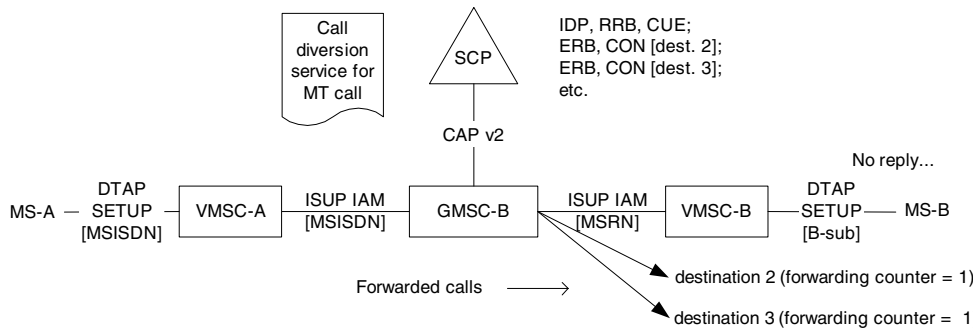 Call
diversion
service for
MT call
SCP
IDP, RRB, CUE;
ERB, CON [dest. 2];
ERB, CON [dest. 3];
etc.
CAP v2
No reply...
MS-A
DTAP
SETUP
[MSISDN]
VMSC-A
ISUP IAM
[MSISDN]
GMSC-B
ISUP IAM
[MSRN]
VMSC-B
DTAP
SETUP
[B-sub]
MS-B
destination 2 (forwarding counter = 1)
Forwarded calls
destination 3 (forwarding counter = 1